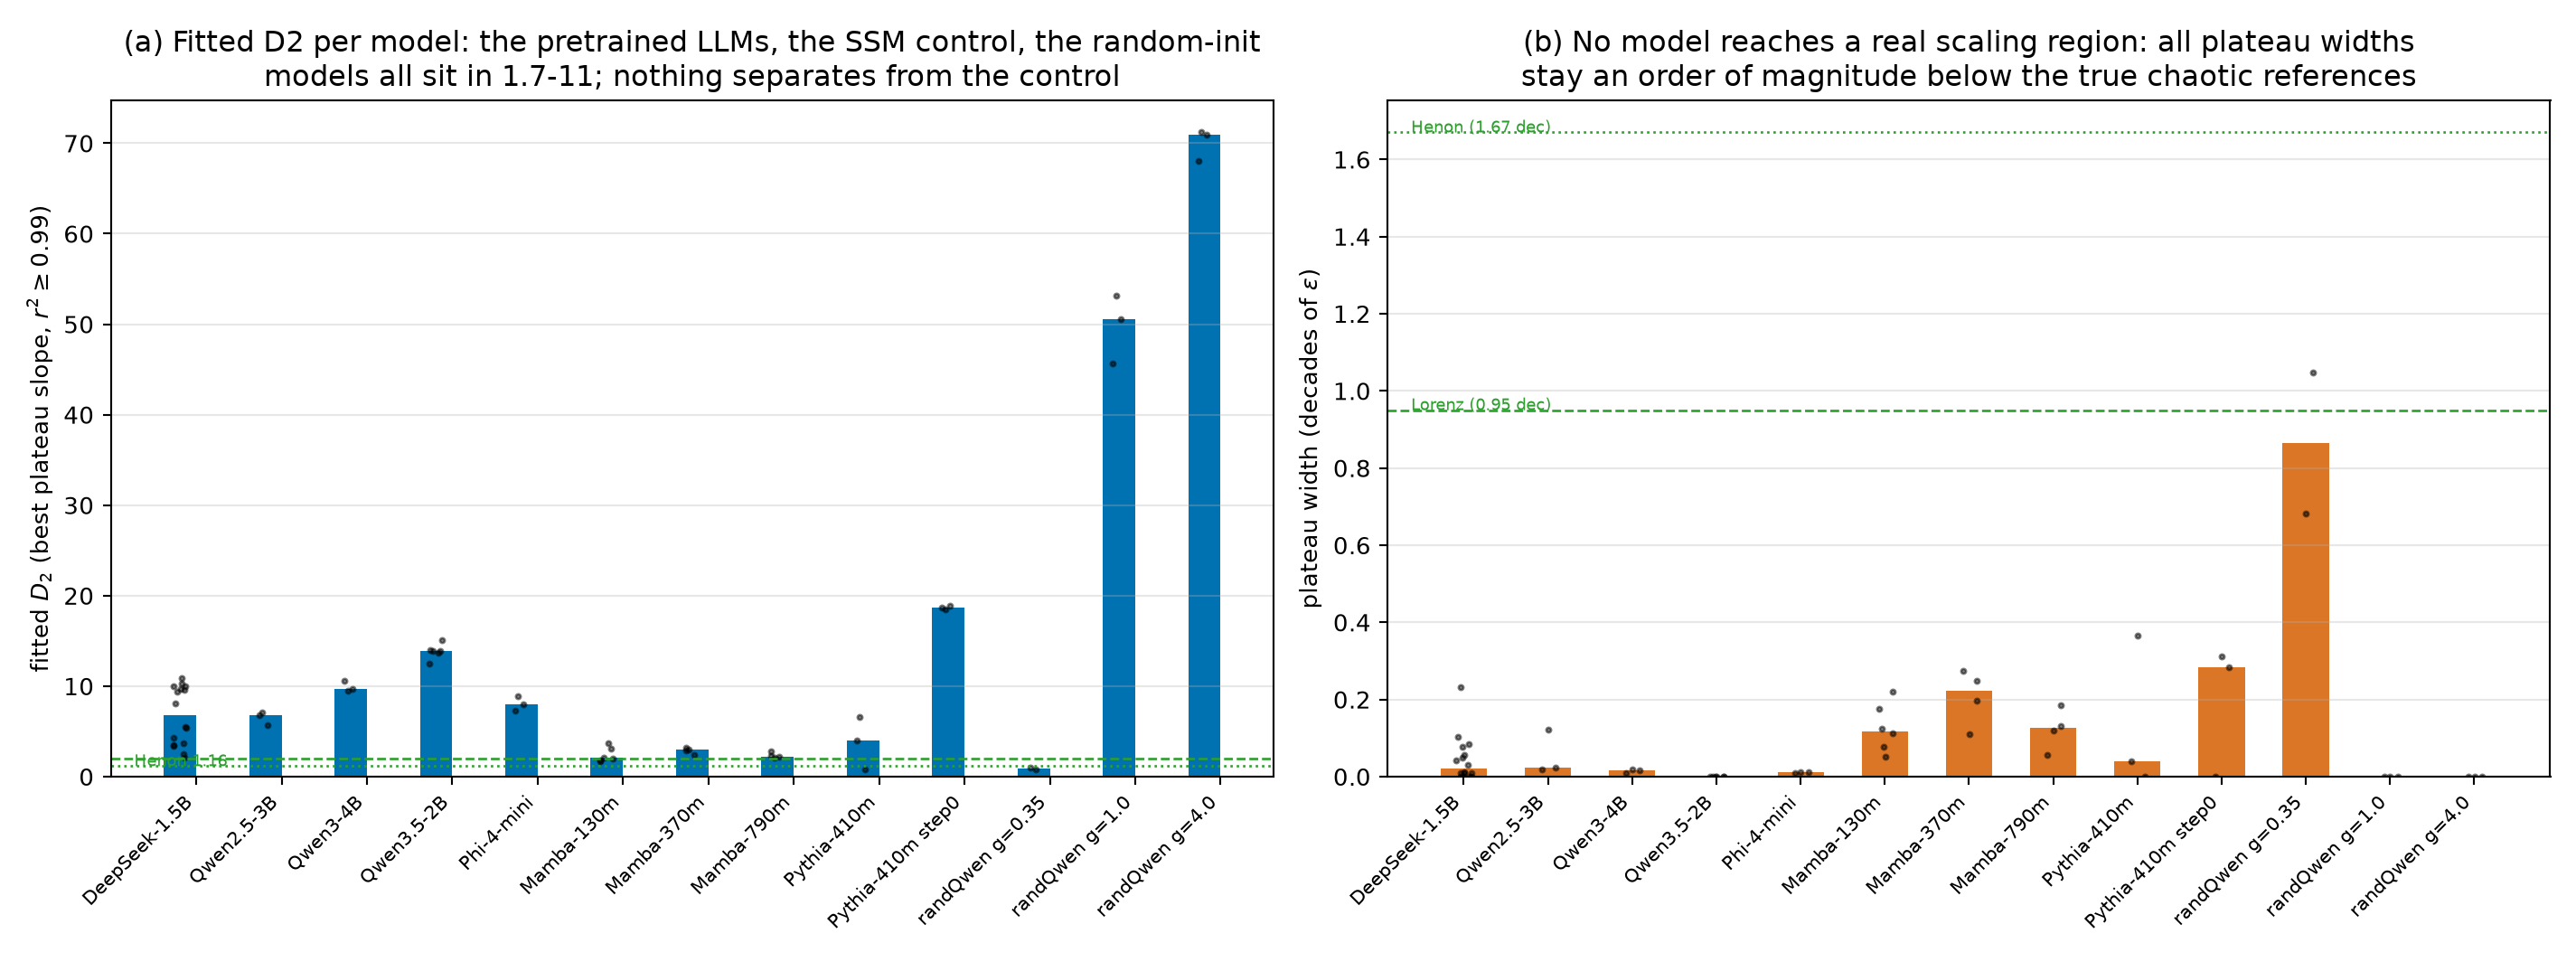 (a) Fitted D2 per model: the pretrained LLMs, the SSM control, the random-init
models all sit in 1.7-11; nothing separates from the control
fitted D₂ (best plateau slope, r² ≥ 0.99)
70
60
50
40
30
20
10
0
Henon 1.16
DeepSeek-1.5B
Qwen2.5-3B
Qwen3-4B
Qwen3.5-2B
Phi-4-mini
Mamba-130m
Mamba-370m
Mamba-790m
Pythia-410m
Pythia-410m step0
randQwen g=0.35
randQwen g=1.0
randQwen g=4.0
(b) No model reaches a real scaling region: all plateau widths
stay an order of magnitude below the true chaotic references
plateau width (decades of ε)
1.6
1.4
1.2
1.0
0.8
0.6
0.4
0.2
0.0
Henon (1.67 dec)
Lorenz (0.95 dec)
DeepSeek-1.5B
Qwen2.5-3B
Qwen3-4B
Qwen3.5-2B
Phi-4-mini
Mamba-130m
Mamba-370m
Mamba-790m
Pythia-410m
Pythia-410m step0
randQwen g=0.35
randQwen g=1.0
randQwen g=4.0